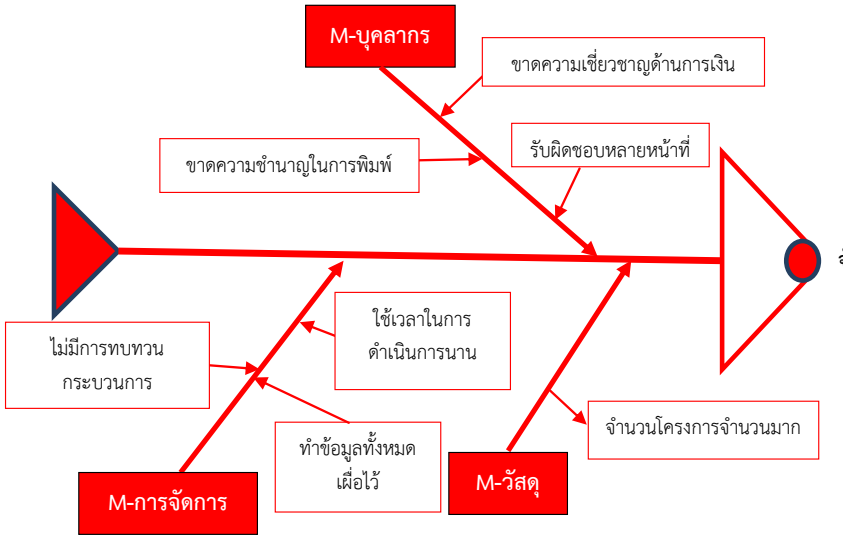 M-บุคลากร
ขาดความเชี่ยวชาญด้านการเงิน
ขาดความชำนาญในการพิมพ์
รับผิดชอบหลายหน้าที่
ใช้เวลาในการ
ดำเนินการนาน
ไม่มีการทบทวน
กระบวนการ
ทำข้อมูลทั้งหมด
เผื่อไว้
จำนวนโครงการจำนวนมาก
M-การจัดการ
M-วัสดุ